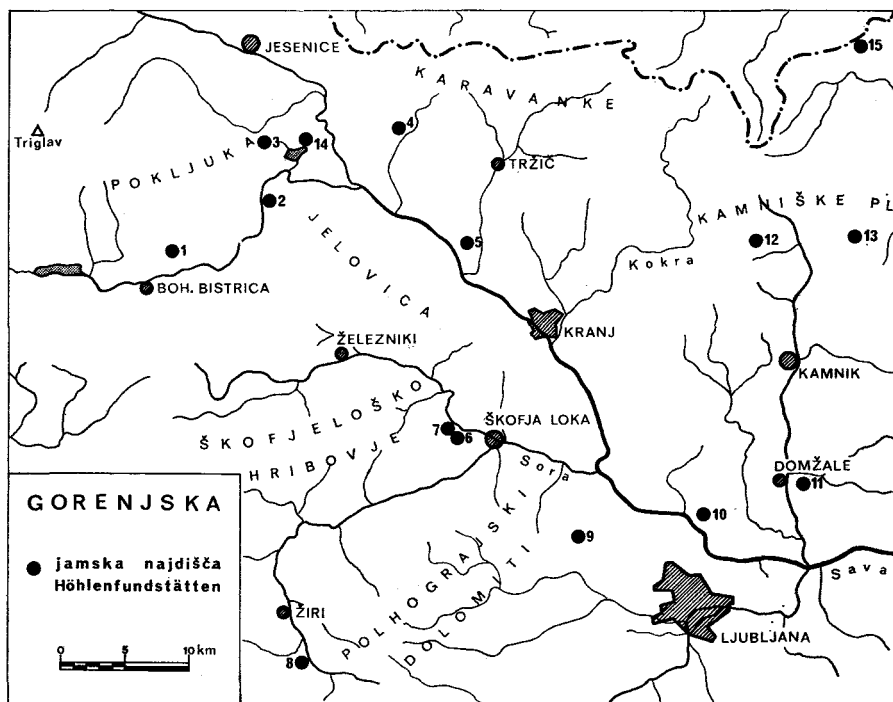 15
JESENICE
KARAVANKE
Triglav
3
14
4
POKLJUKA
TRŽIČ
2
KAMNIŠKE PL
JELOVICA
1
5
12
13
Kokra
BOH. BISTRICA
KRANJ
ŽELEZNIKI
KAMNIK
ŠKOFJELOŠKO
HRIBOVJE
7
6
ŠKOFJA LOKA
Sora
DOMŽALE
11
10
GORENJSKA
jamska najdišča
Höhlenfundstätten
0 5 10 km
POLHOGRAJSKI
DOLOMITI
9
Sava
ŽIRI
LJUBLJANA
8